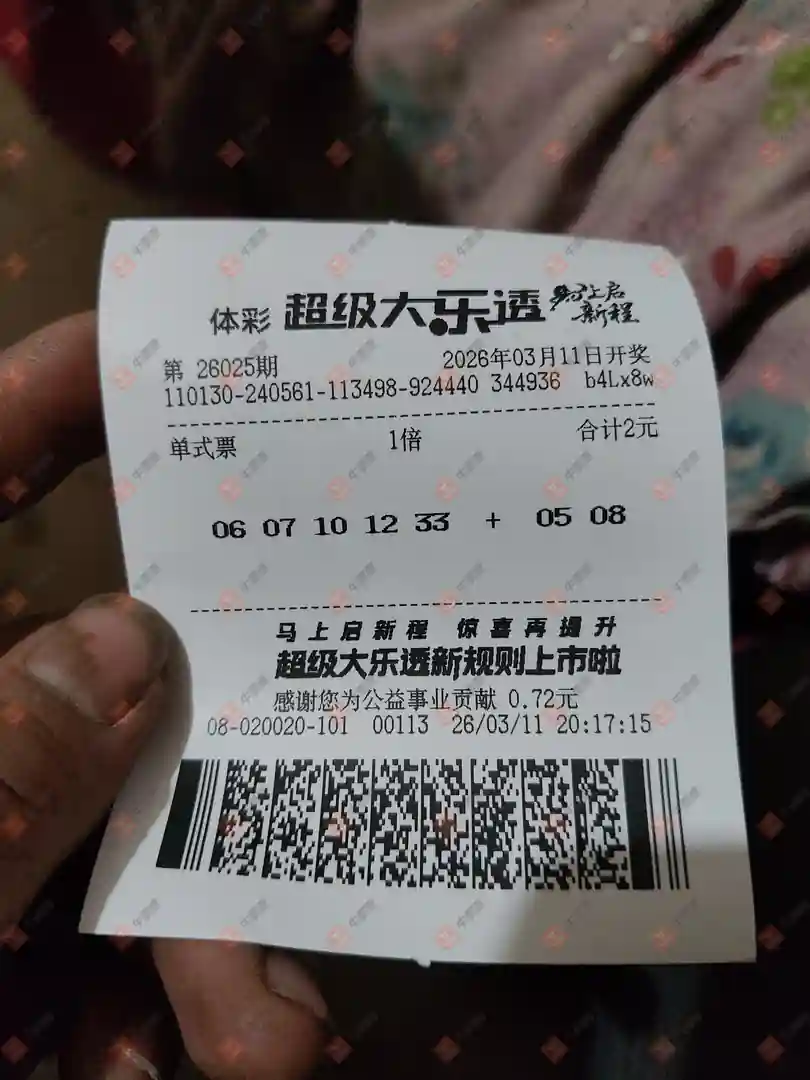 体彩 超级大乐透 马上启新程
第 26025期 2026年03月11日开奖
110130-240561-113498-924440 344936 b4Lx8w
单式票 1倍 合计2元
06 07 10 12 33 + 05 08
马上启新程 惊喜再提升
超级大乐透新规则上市啦
感谢您为公益事业贡献 0.72元
08-020020-101 00113 26/03/11 20:17:15